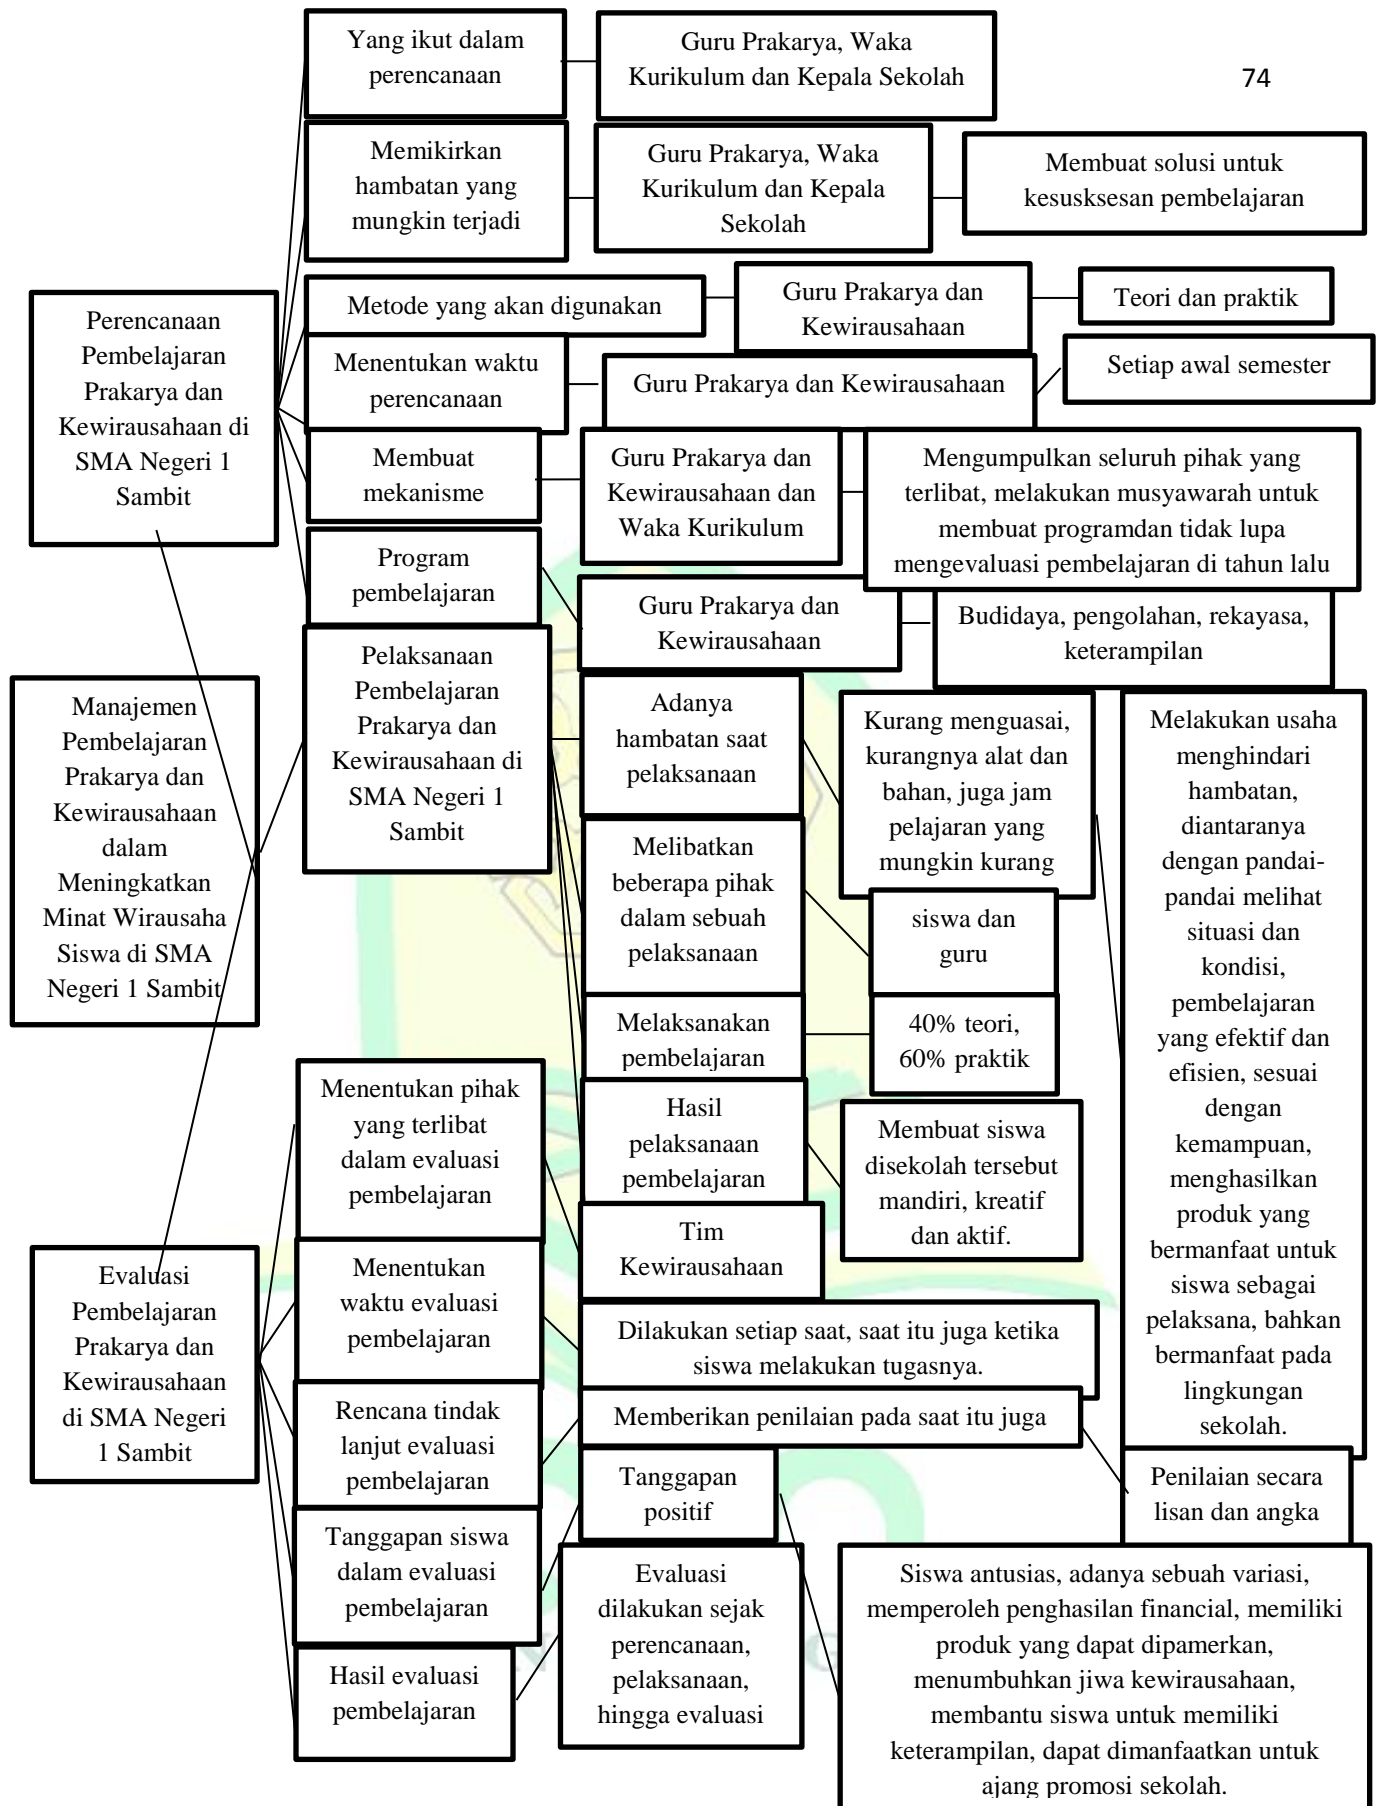 74
Yang ikut dalam
perencanaan
Guru Prakarya, Waka
Kurikulum dan Kepala Sekolah
Memikirkan
hambatan yang
mungkin terjadi
Guru Prakarya, Waka
Kurikulum dan Kepala
Sekolah
Membuat solusi untuk
kesusksesan pembelajaran
Perencanaan
Pembelajaran
Prakarya dan
Kewirausahaan di
SMA Negeri 1
Sambit
Metode yang akan digunakan
Guru Prakarya dan
Kewirausahaan
Teori dan praktik
Menentukan waktu
perencanaan
Guru Prakarya dan Kewirausahaan
Setiap awal semester
Membuat
mekanisme
Guru Prakarya dan
Kewirausahaan dan
Waka Kurikulum
Mengumpulkan seluruh pihak yang
terlibat, melakukan musyawarah untuk
membuat programdan tidak lupa
mengevaluasi pembelajaran di tahun lalu
Program
pembelajaran
Guru Prakarya dan
Kewirausahaan
Budidaya, pengolahan, rekayasa,
keterampilan
Manajemen
Pembelajaran
Prakarya dan
Kewirausahaan
dalam
Meningkatkan
Minat Wirausaha
Siswa di SMA
Negeri 1 Sambit
Pelaksanaan
Pembelajaran
Prakarya dan
Kewirausahaan di
SMA Negeri 1
Sambit
Adanya
hambatan saat
pelaksanaan
Kurang menguasai,
kurangnya alat dan
bahan, juga jam
pelajaran yang
mungkin kurang
Melakukan usaha
menghindari
hambatan,
diantaranya
dengan pandai-
pandai melihat
situasi dan
kondisi,
pembelajaran
yang efektif dan
efisien, sesuai
dengan
kemampuan,
menghasilkan
produk yang
bermanfaat untuk
siswa sebagai
pelaksana, bahkan
bermanfaat pada
lingkungan
sekolah.
Melibatkan
beberapa pihak
dalam sebuah
pelaksanaan
siswa dan
guru
Melaksanakan
pembelajaran
40% teori,
60% praktik
Hasil
pelaksanaan
pembelajaran
Membuat siswa
disekolah tersebut
mandiri, kreatif
dan aktif.
Evaluasi
Pembelajaran
Prakarya dan
Kewirausahaan
di SMA Negeri
1 Sambit
Menentukan pihak
yang terlibat
dalam evaluasi
pembelajaran
Tim
Kewirausahaan
Menentukan
waktu evaluasi
pembelajaran
Dilakukan setiap saat, saat itu juga ketika
siswa melakukan tugasnya.
Rencana tindak
lanjut evaluasi
pembelajaran
Memberikan penilaian pada saat itu juga
Penilaian secara
lisan dan angka
Tanggapan siswa
dalam evaluasi
pembelajaran
Tanggapan
positif
Siswa antusias, adanya sebuah variasi,
memperoleh penghasilan financial, memiliki
produk yang dapat dipamerkan,
menumbuhkan jiwa kewirausahaan,
membantu siswa untuk memiliki
keterampilan, dapat dimanfaatkan untuk
ajang promosi sekolah.
Hasil evaluasi
pembelajaran
Evaluasi
dilakukan sejak
perencanaan,
pelaksanaan,
hingga evaluasi